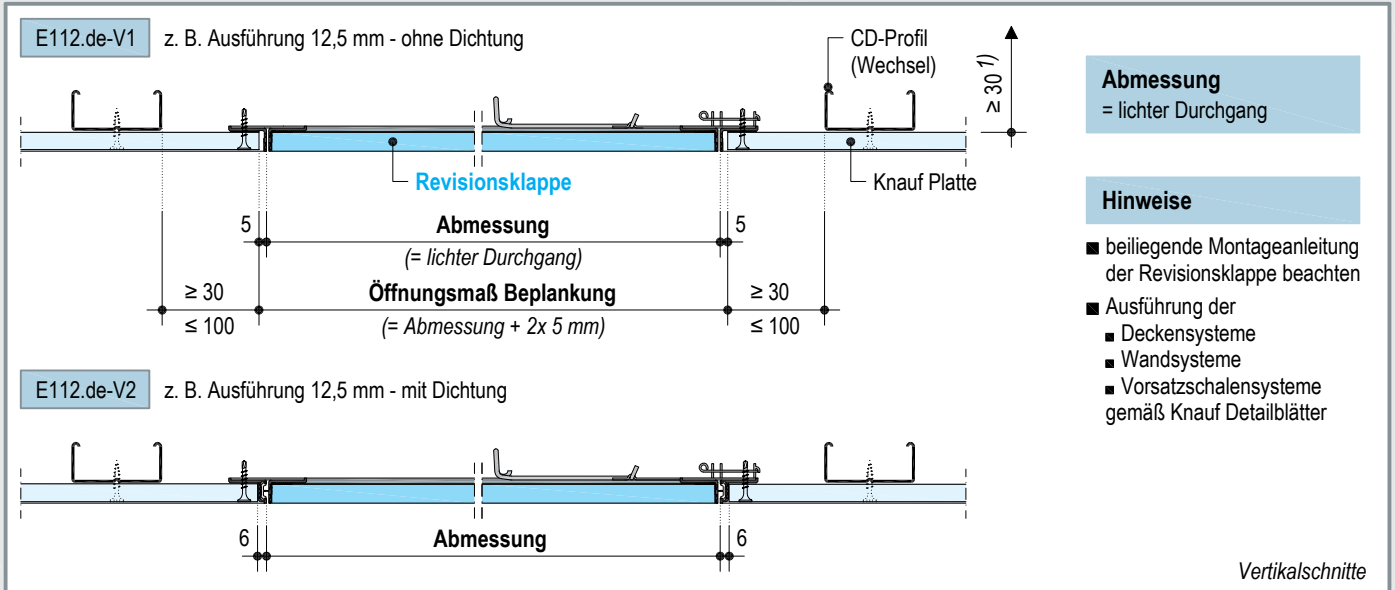 E112.de-V1 z. B. Ausführung 12,5 mm - ohne Dichtung
CD-Profil
(Wechsel)
≥ 30 1)
Revisionsklappe
Knauf Platte
5 Abmessung 5
(= lichter Durchgang)
≥ 30 Öffnungsmaß Beplankung ≥ 30
≤ 100 (= Abmessung + 2x 5 mm) ≤ 100
E112.de-V2 z. B. Ausführung 12,5 mm - mit Dichtung
6 Abmessung 6
Abmessung
= lichter Durchgang
Hinweise
■ beiliegende Montageanleitung
der Revisionsklappe beachten
■ Ausführung der
■ Deckensysteme
■ Wandsysteme
■ Vorsatzschalensysteme
gemäß Knauf Detailblätter
Vertikalschnitte